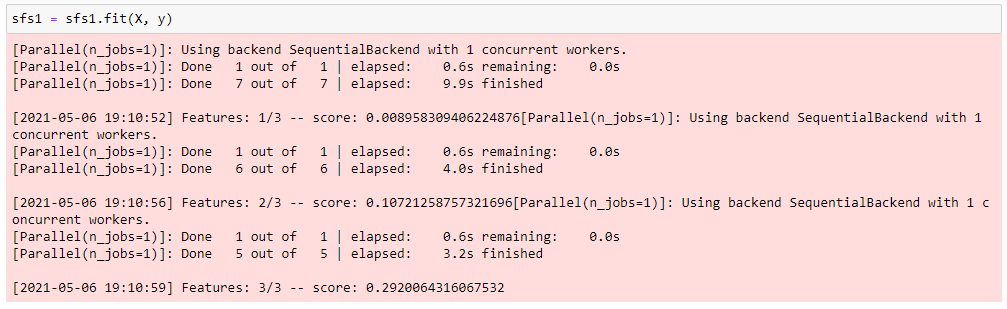 sfs1 = sfs1.fit(X, y)
[Parallel(n_jobs=1)]: Using backend SequentialBackend with 1 concurrent workers.
[Parallel(n_jobs=1)]: Done   1 out of   1 | elapsed:    0.6s remaining:    0.0s
[Parallel(n_jobs=1)]: Done   7 out of   7 | elapsed:    9.9s finished
[2021-05-06 19:10:52] Features: 1/3 -- score: 0.008958309406224876[Parallel(n_jobs=1)]: Using backend SequentialBackend with 1
concurrent workers.
[Parallel(n_jobs=1)]: Done   1 out of   1 | elapsed:    0.6s remaining:    0.0s
[Parallel(n_jobs=1)]: Done   6 out of   6 | elapsed:    4.0s finished
[2021-05-06 19:10:56] Features: 2/3 -- score: 0.10721258757321696[Parallel(n_jobs=1)]: Using backend SequentialBackend with 1 c
oncurrent workers.
[Parallel(n_jobs=1)]: Done   1 out of   1 | elapsed:    0.6s remaining:    0.0s
[Parallel(n_jobs=1)]: Done   5 out of   5 | elapsed:    3.2s finished
[2021-05-06 19:10:59] Features: 3/3 -- score: 0.2920064316067532